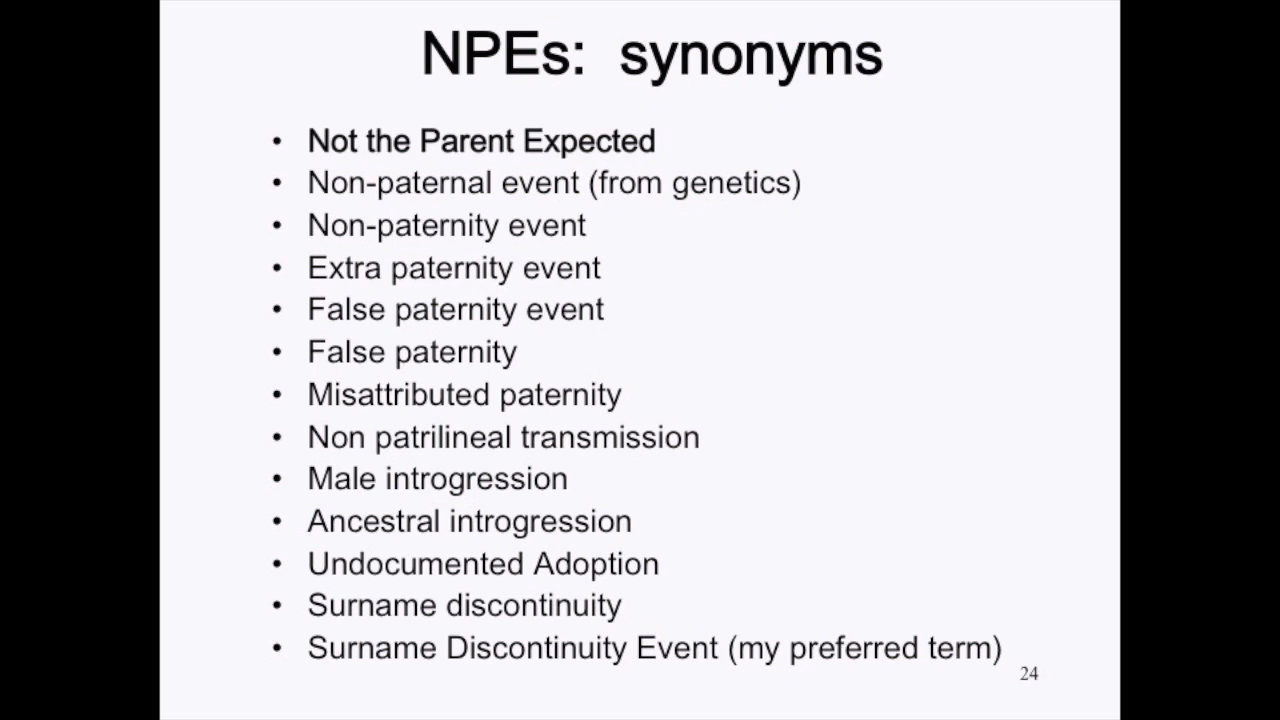 NPEs: synonyms
• Not the Parent Expected
• Non-paternal event (from genetics)
• Non-paternity event
• Extra paternity event
• False paternity event
• False paternity
• Misattributed paternity
• Non patrilineal transmission
• Male introgression
• Ancestral introgression
• Undocumented Adoption
• Surname discontinuity
• Surname Discontinuity Event (my preferred term)
24